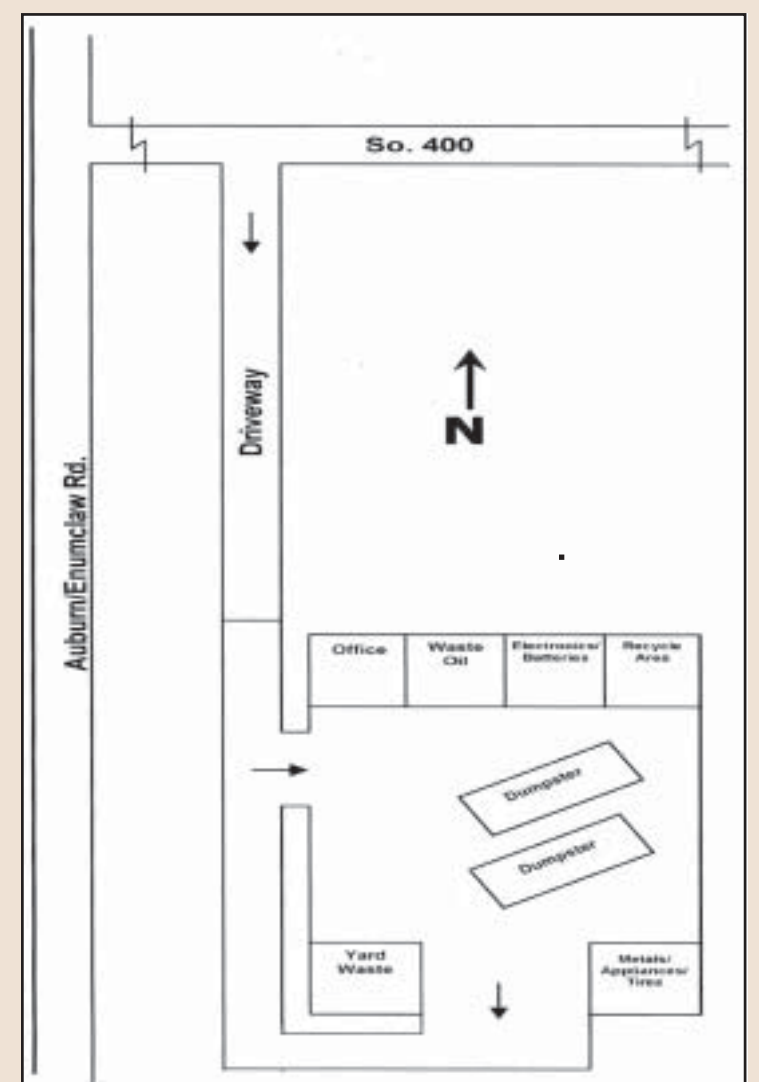 So. 400
Driveway
N
Auburn/Enumclaw Rd.
Office
Waste
Oil
Electronics/
Batteries
Recycle
Area
Dumpster
Dumpster
Yard
Waste
Metals/
Appliances/
Tires